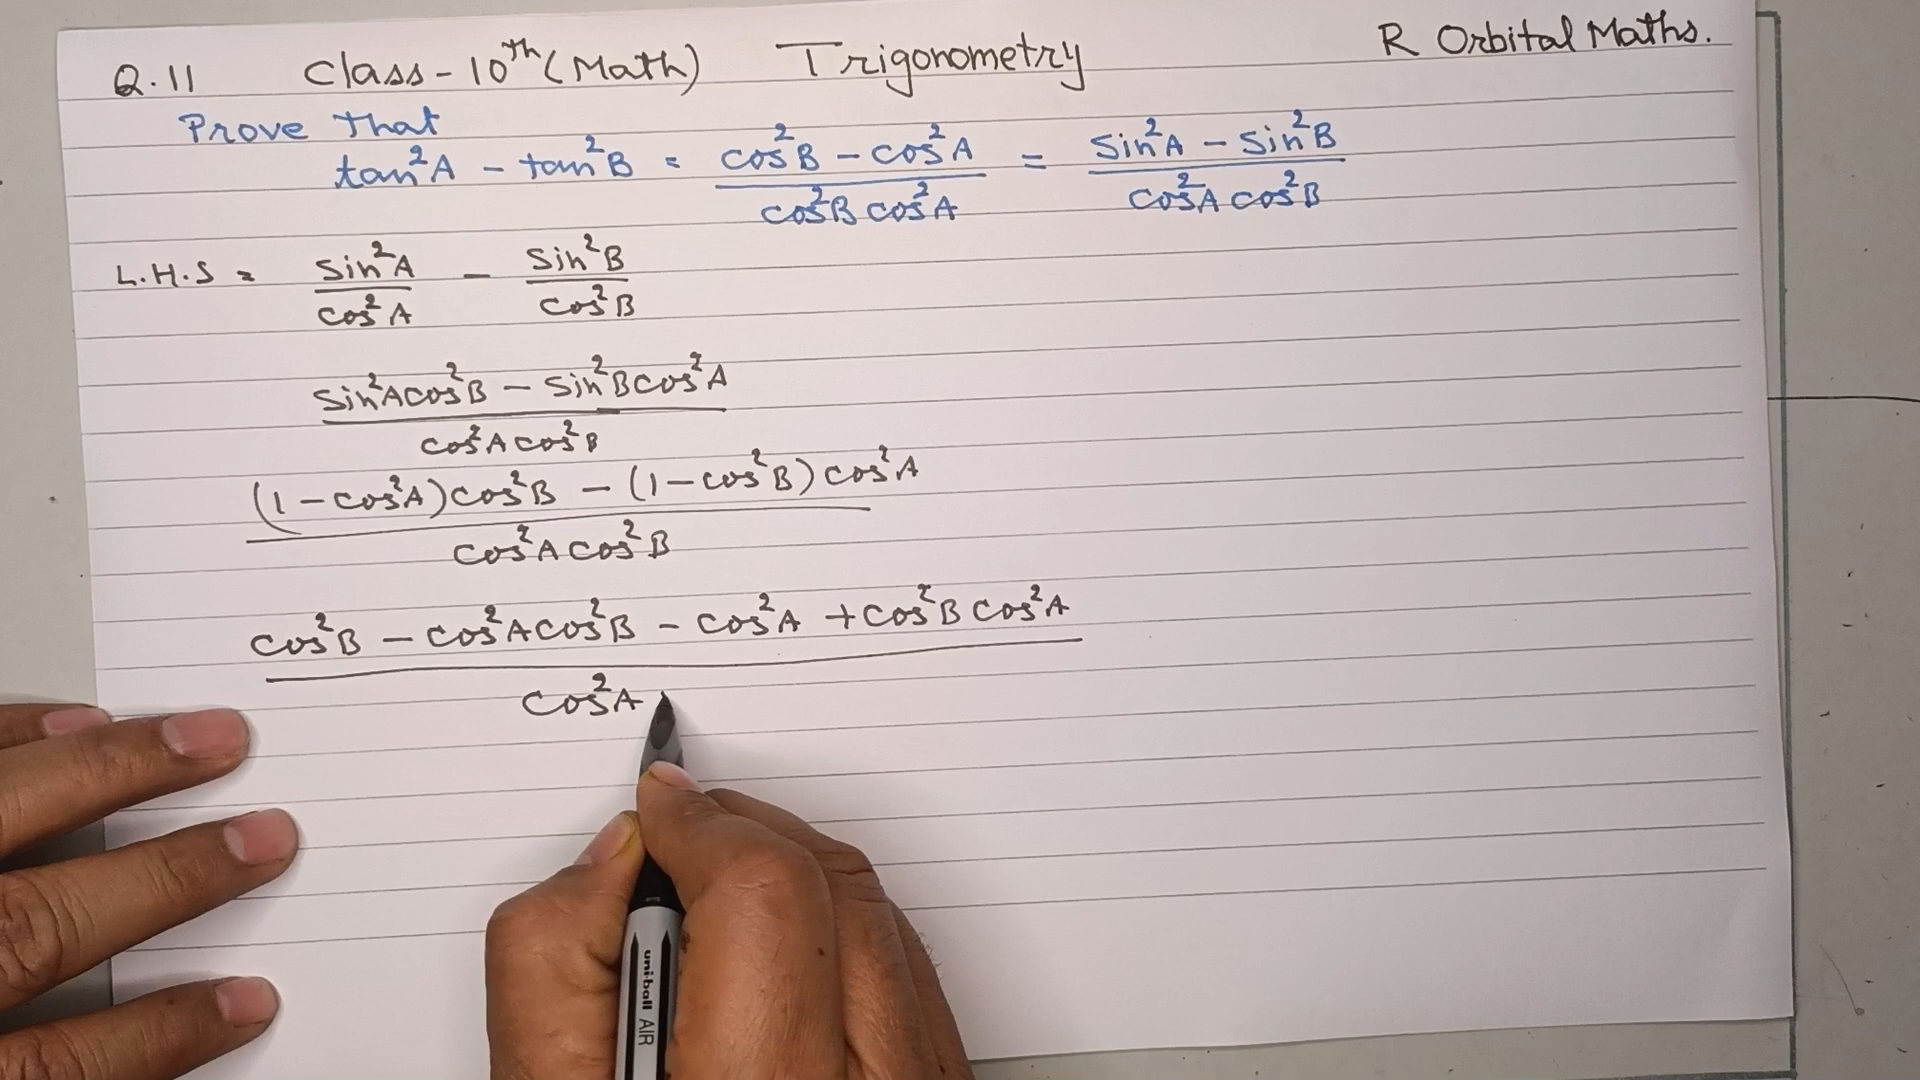 Q.11 Class-10th (Math) Trigonometry R Orbital Maths.
Prove that
tan²A - tan²B = (cos²B - cos²A) / (cos²B cos²A) = (Sin²A - Sin²B) / (cos²A cos²B)
L.H.S = Sin²A / cos²A - Sin²B / cos²B
(Sin²A cos²B - Sin²B cos²A) / (cos²A cos²B)
((1 - cos²A) cos²B - (1 - cos²B) cos²A) / (cos²A cos²B)
cos²B - cos²A cos²B - cos²A + cos²B cos²A
cos²A
uni-ball AIR